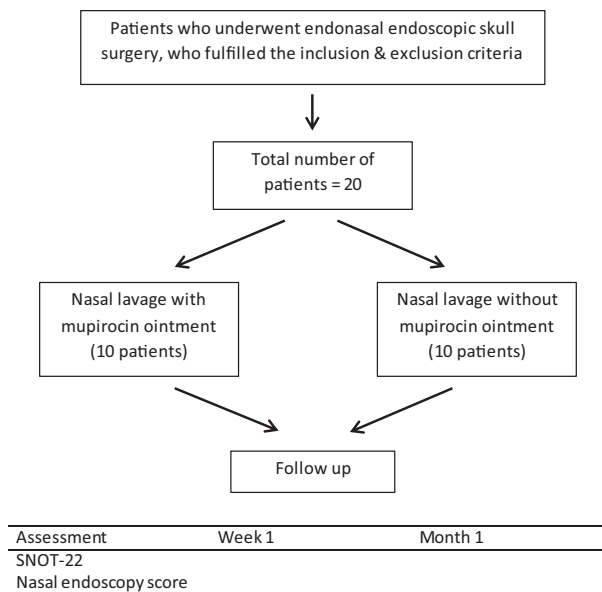 Patients who underwent endonasal endoscopic skull
surgery, who fulfilled the inclusion & exclusion criteria
Total number of
patients = 20
Nasal lavage with
mupirocin ointment
(10 patients)
Nasal lavage without
mupirocin ointment
(10 patients)
Follow up
Assessment Week 1 Month 1
SNOT-22
Nasal endoscopy score